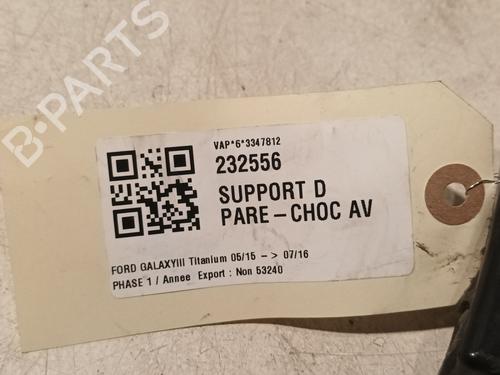 B-PARTS
VAP*6*3347812
232556
SUPPORT D
PARE-CHOC AV
FORD GALAXYIII Titanium 05/15 -> 07/16
PHASE 1 / Annee Export : Non 53240